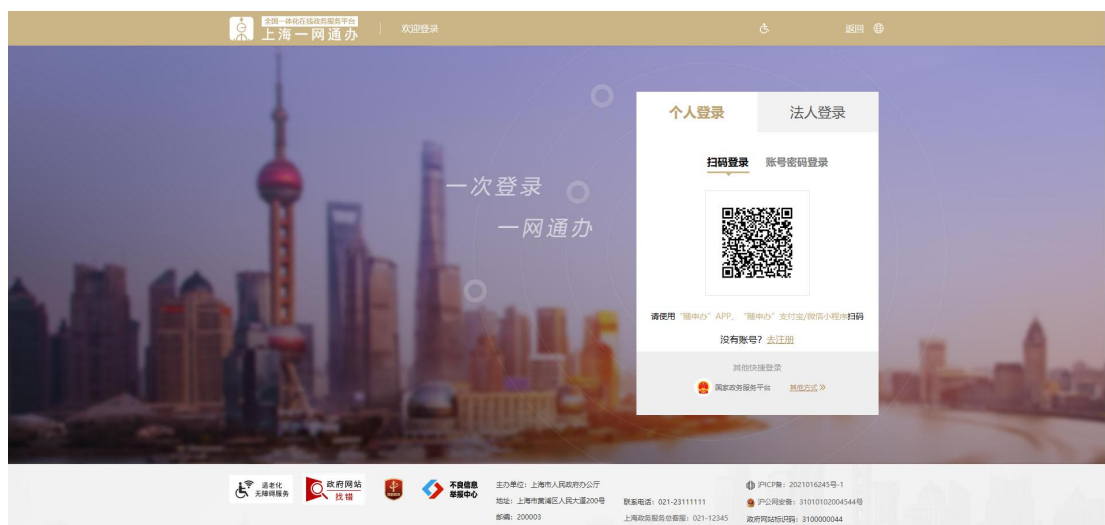 全国一体化在线政务服务平台
上海一网通办
欢迎登录
返回
一次登录
一网通办
个人登录
法人登录
扫码登录
账号密码登录
请使用“随申办”APP、“随申办”支付宝/微信小程序扫码
没有账号? 去注册
其他快捷登录
国家政务服务平台
其他方式
适老化
无障碍服务
政府网站
找错
不良信息
举报中心
主办单位：上海市人民政府办公厅
地址：上海市黄浦区人民大道200号
邮编：200003
联系电话：021-23111111
上海政务服务总客服：021-12345
沪ICP备：2021016245号-1
沪公网安备：31010102004544号
政府网站标识码：3100000044